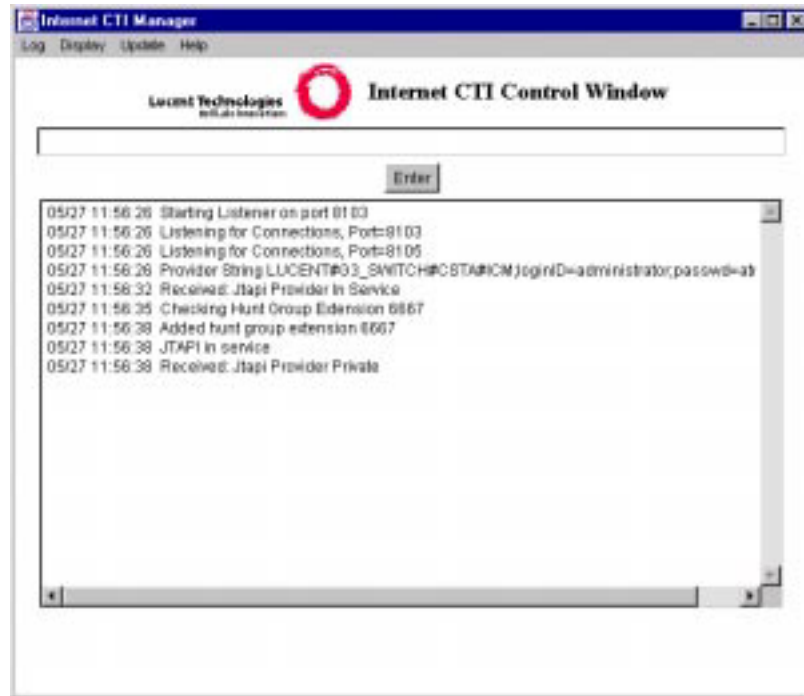 Internet CTI Manager
Log Display Update Help
Lucent Technologies
Bell Labs Innovations
Internet CTI Control Window
Enter
05/27 11:56:26 Starting Listener on port 8103
05/27 11:56:26 Listening for Connections, Port=8103
05/27 11:56:26 Listening for Connections, Port=8105
05/27 11:56:26 Provider String LUCENT#G3_SWITCH#CSTA#ICM;loginID=administrator;passwd=
05/27 11:56:32 Received: Jtapi Provider In Service
05/27 11:56:35 Checking Hunt Group Extension 6667
05/27 11:56:38 Added hunt group extension 6667
05/27 11:56:38 JTAPI in service
05/27 11:56:38 Received: Jtapi Provider Private